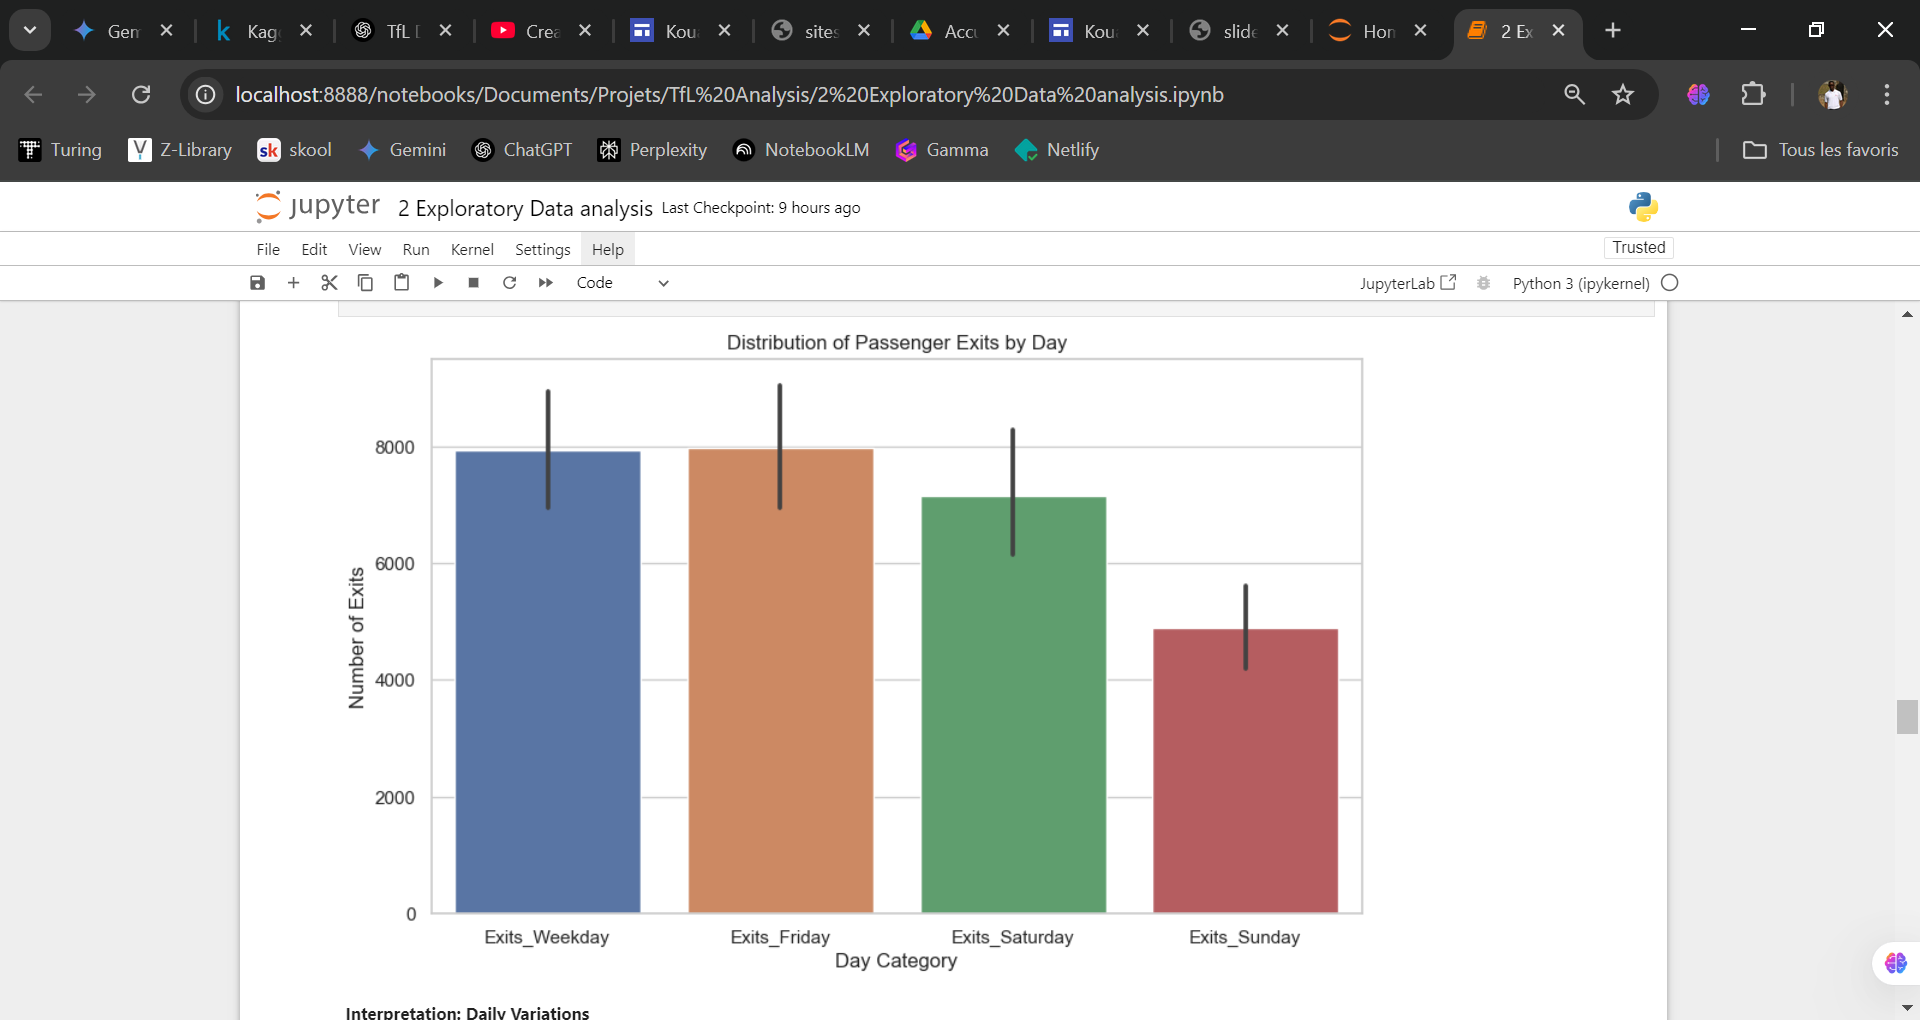 Gen
Kag
TfL D
Crea
Kou
sites
Accu
Kou
slide
Hom
2 Ex
localhost:8888/notebooks/Documents/Projets/TfL%20Analysis/2%20Exploratory%20Data%20analysis.ipynb
Turing
Z-Library
sk skool
Gemini
ChatGPT
Perplexity
NotebookLM
Gamma
Netlify
Tous les favoris
jupyter 2 Exploratory Data analysis Last Checkpoint: 9 hours ago
File Edit View Run Kernel Settings Help
Trusted
Code
JupyterLab
Python 3 (ipykernel)
Distribution of Passenger Exits by Day
8000
6000
4000
2000
0
Number of Exits
Exits_Weekday
Exits_Friday
Exits_Saturday
Exits_Sunday
Day Category
Interpretation: Daily Variations